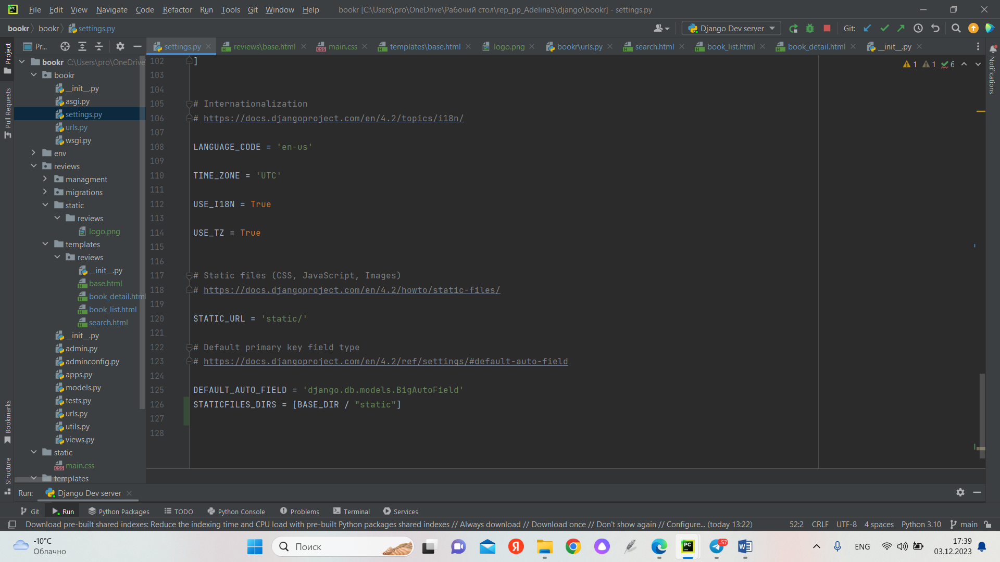 File Edit View Navigate Code Refactor Run Tools Git Window Help bookr [C:\Users\pro\OneDrive\Рабочий стол\rep_pp_AdelinaS\django\bookr] - settings.py
bookr bookr settings.py Django Dev server Git:
Project
Pull Requests
Bookmarks
Structure
Notifications
Pr...
settings.py reviews\base.html main.css templates\base.html logo.png bookr\urls.py search.html book_list.html book_detail.html __init__.py
bookr C:\Users\pro\OneDrive
bookr
__init__.py
asgi.py
settings.py
urls.py
wsgi.py
env
reviews
managment
migrations
static
reviews
logo.png
templates
reviews
__init__.py
base.html
book_detail.html
book_list.html
search.html
__init__.py
admin.py
adminconfig.py
apps.py
models.py
tests.py
urls.py
utils.py
views.py
static
main.css
templates
1 1 6
102 ]
103
104
105 # Internationalization
106 # https://docs.djangoproject.com/en/4.2/topics/i18n/
107
108 LANGUAGE_CODE = 'en-us'
109
110 TIME_ZONE = 'UTC'
111
112 USE_I18N = True
113
114 USE_TZ = True
115
116
117 # Static files (CSS, JavaScript, Images)
118 # https://docs.djangoproject.com/en/4.2/howto/static-files/
119
120 STATIC_URL = 'static/'
121
122 # Default primary key field type
123 # https://docs.djangoproject.com/en/4.2/ref/settings/#default-auto-field
124
125 DEFAULT_AUTO_FIELD = 'django.db.models.BigAutoField'
126 STATICFILES_DIRS = [BASE_DIR / "static"]
127
128
Run: Django Dev server
Git Run Python Packages TODO Python Console Problems Terminal Services
Download pre-built shared indexes: Reduce the indexing time and CPU load with pre-built Python packages shared indexes // Always download // Download once // Don't show again // Configure... (today 13:22) 52:2 CRLF UTF-8 4 spaces Python 3.10 main
-10°C
Облачно
Поиск
PC
57
ENG
17:39
03.12.2023